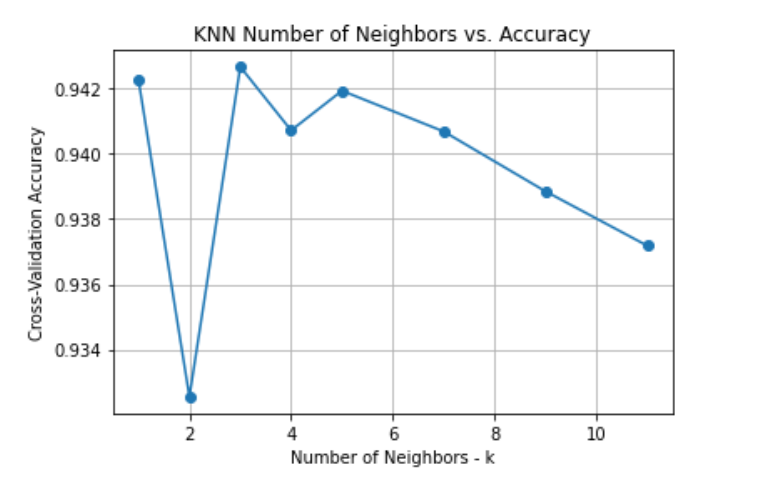 KNN Number of Neighbors vs. Accuracy
0.942
0.940
0.938
0.936
0.934
Cross-Validation Accuracy
2 4 6 8 10
Number of Neighbors - k